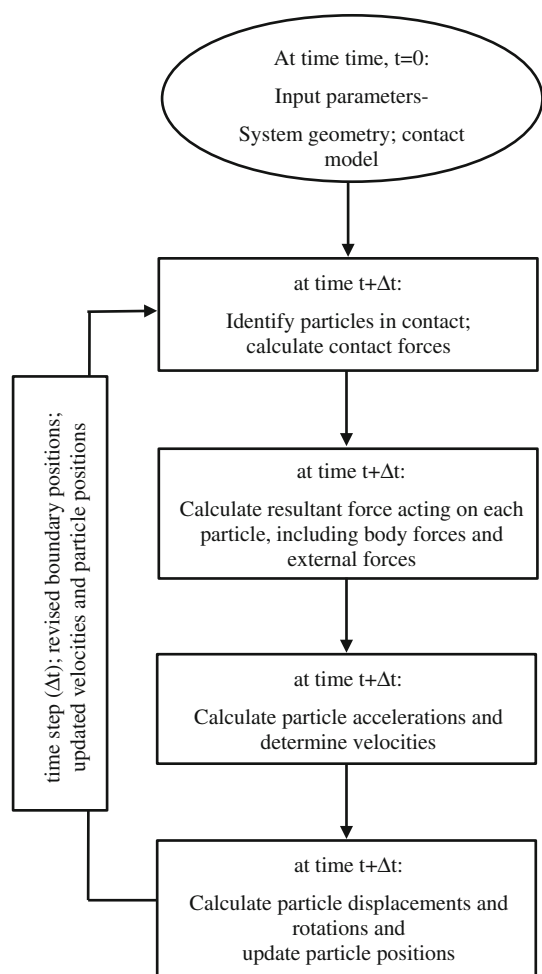 At time time, t=0:
Input parameters-
System geometry; contact
model
at time t+Δt:
Identify particles in contact;
calculate contact forces
at time t+Δt:
Calculate resultant force acting on each
particle, including body forces and
external forces
at time t+Δt:
Calculate particle accelerations and
determine velocities
at time t+Δt:
Calculate particle displacements and
rotations and
update particle positions
time step (Δt); revised boundary positions;
updated velocities and particle positions